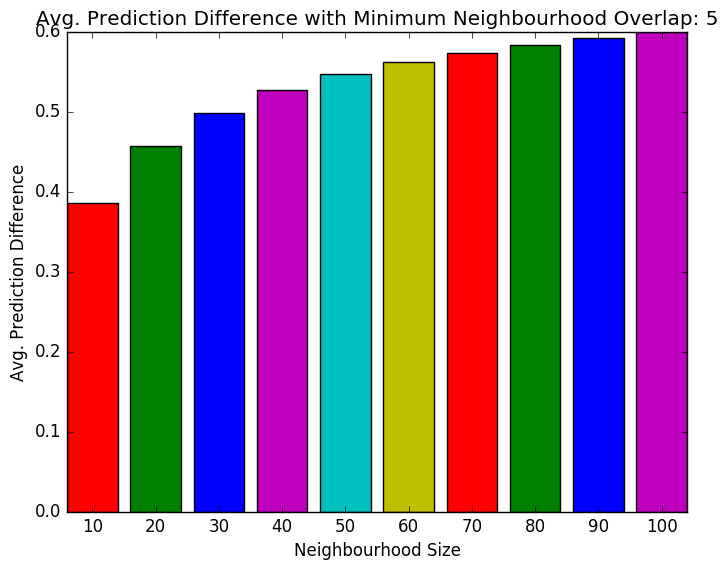 Avg. Prediction Difference with Minimum Neighbourhood Overlap: 5
0.6
0.5
0.4
0.3
0.2
0.1
0.0
Avg. Prediction Difference
10 20 30 40 50 60 70 80 90 100
Neighbourhood Size